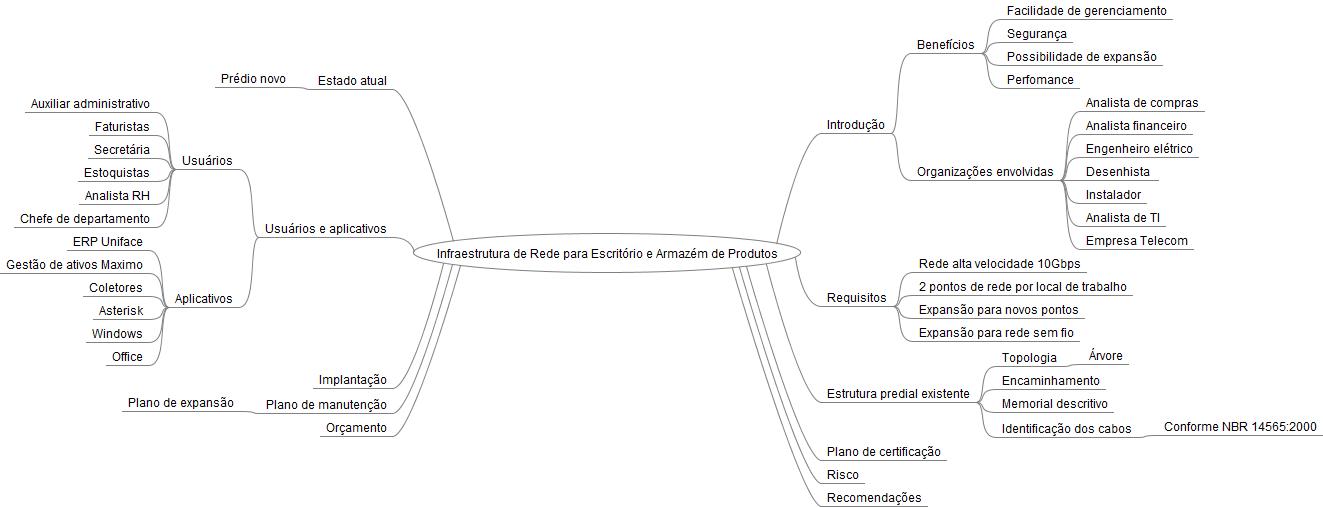 Infraestrutura de Rede para Escritório e Armazém de Produtos
Introdução
Benefícios
Facilidade de gerenciamento
Segurança
Possibilidade de expansão
Perfomance
Organizações envolvidas
Analista de compras
Analista financeiro
Engenheiro elétrico
Desenhista
Instalador
Analista de TI
Empresa Telecom
Requisitos
Rede alta velocidade 10Gbps
2 pontos de rede por local de trabalho
Expansão para novos pontos
Expansão para rede sem fio
Estrutura predial existente
Topologia
Árvore
Encaminhamento
Memorial descritivo
Identificação dos cabos
Conforme NBR 14565:2000
Plano de certificação
Risco
Recomendações
Estado atual
Prédio novo
Usuários e aplicativos
Usuários
Auxiliar administrativo
Faturistas
Secretária
Estoquistas
Analista RH
Chefe de departamento
Aplicativos
ERP Uniface
Gestão de ativos Maximo
Coletores
Asterisk
Windows
Office
Implantação
Plano de manutenção
Plano de expansão
Orçamento